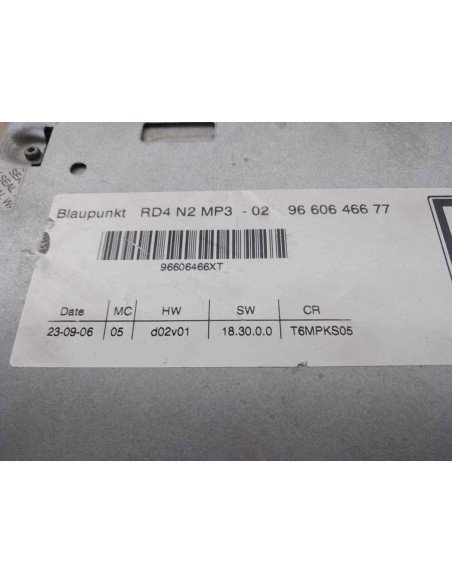 Blaupunkt RD4 N2 MP3 - 02 96 606 466 77
96606466XT
Date MC HW SW CR
23-09-06 05 d02v01 18.30.0.0 T6MPKS05
SEAL